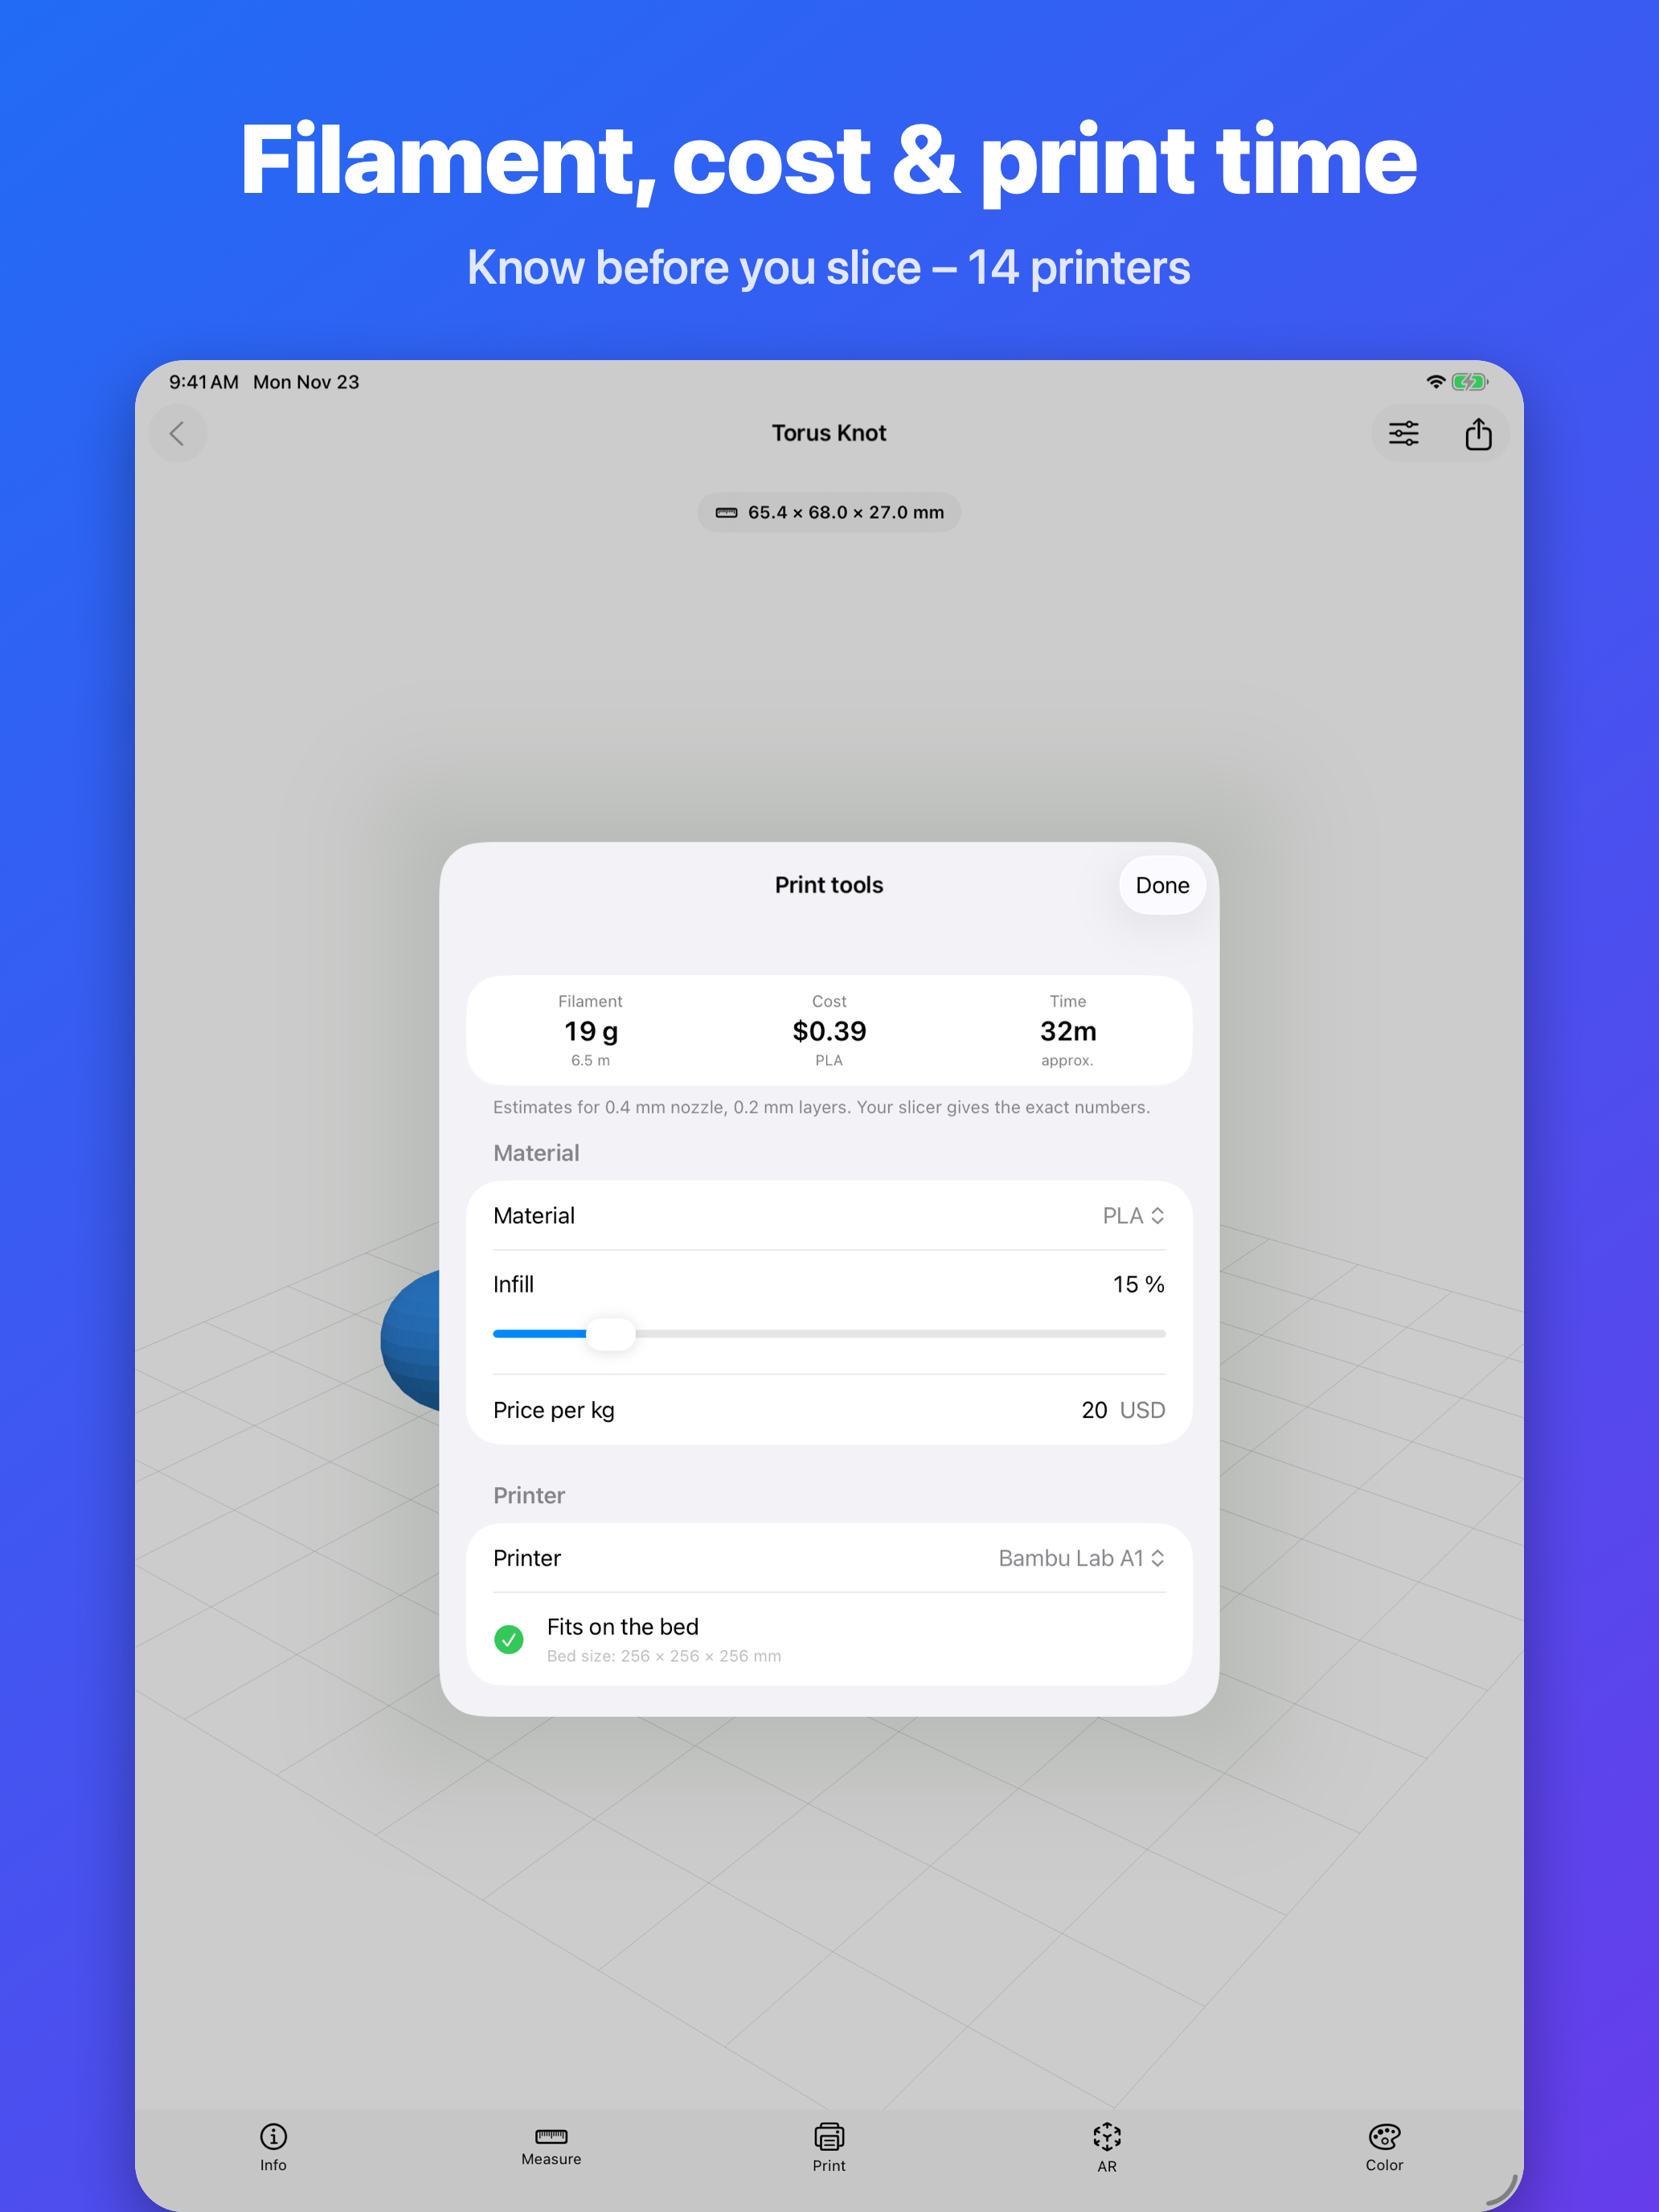 Filament, cost & print time
Know before you slice – 14 printers
9:41 AM Mon Nov 23
Torus Knot
65.4 × 68.0 × 27.0 mm
Print tools
Done
Filament Cost Time
19 g $0.39 32m
6.5 m PLA approx.
Estimates for 0.4 mm nozzle, 0.2 mm layers. Your slicer gives the exact numbers.
Material
Material PLA
Infill 15 %
Price per kg 20 USD
Printer
Printer Bambu Lab A1
Fits on the bed
Bed size: 256 × 256 × 256 mm
Info Measure Print AR Color